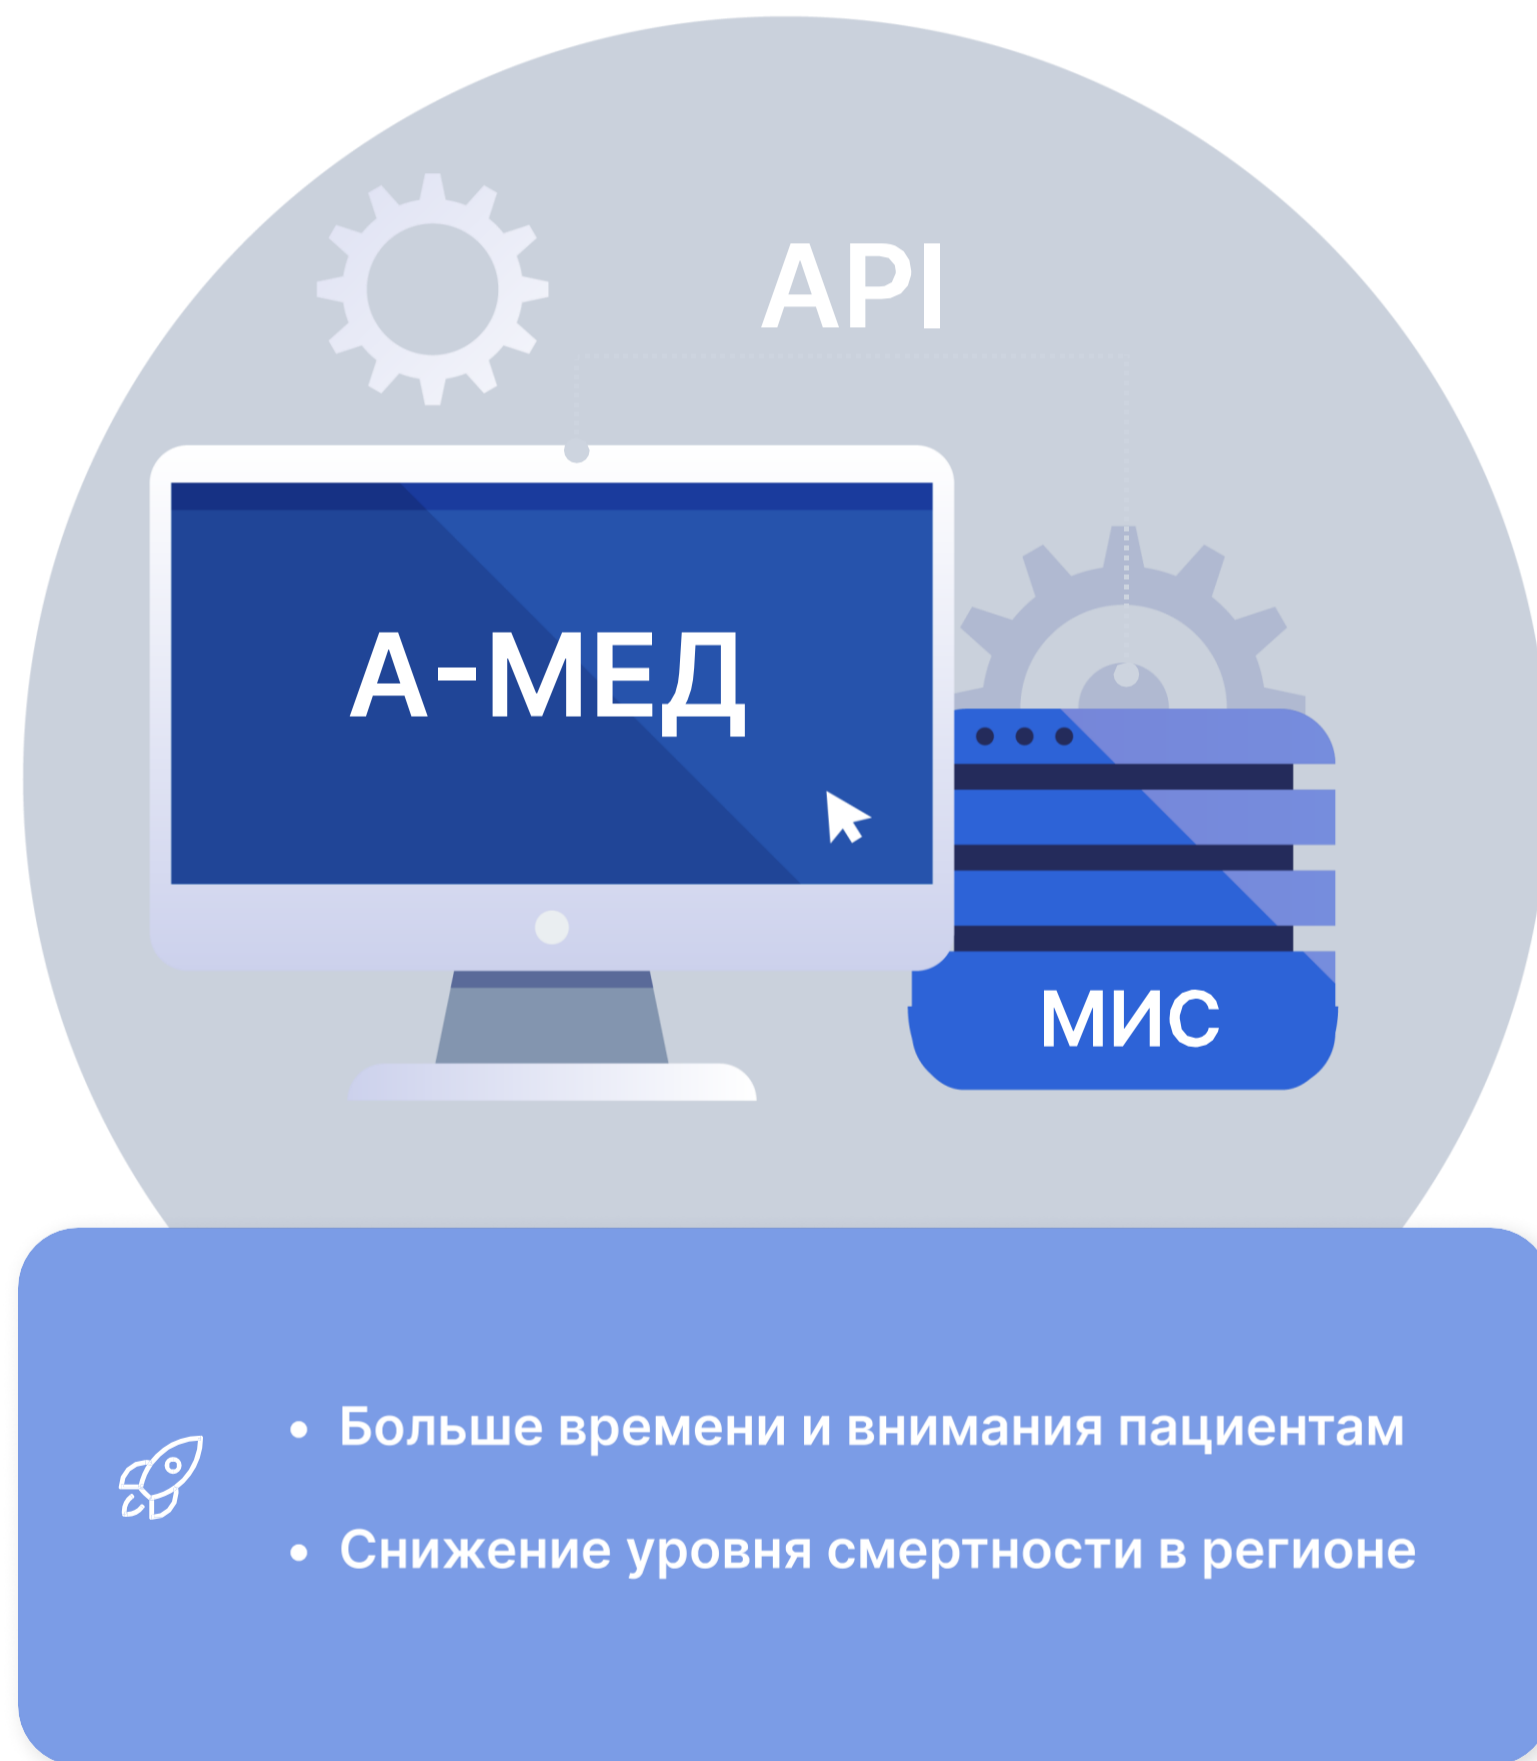 API
А-МЕД
МИС
• Больше времени и внимания пациентам
• Снижение уровня смертности в регионе